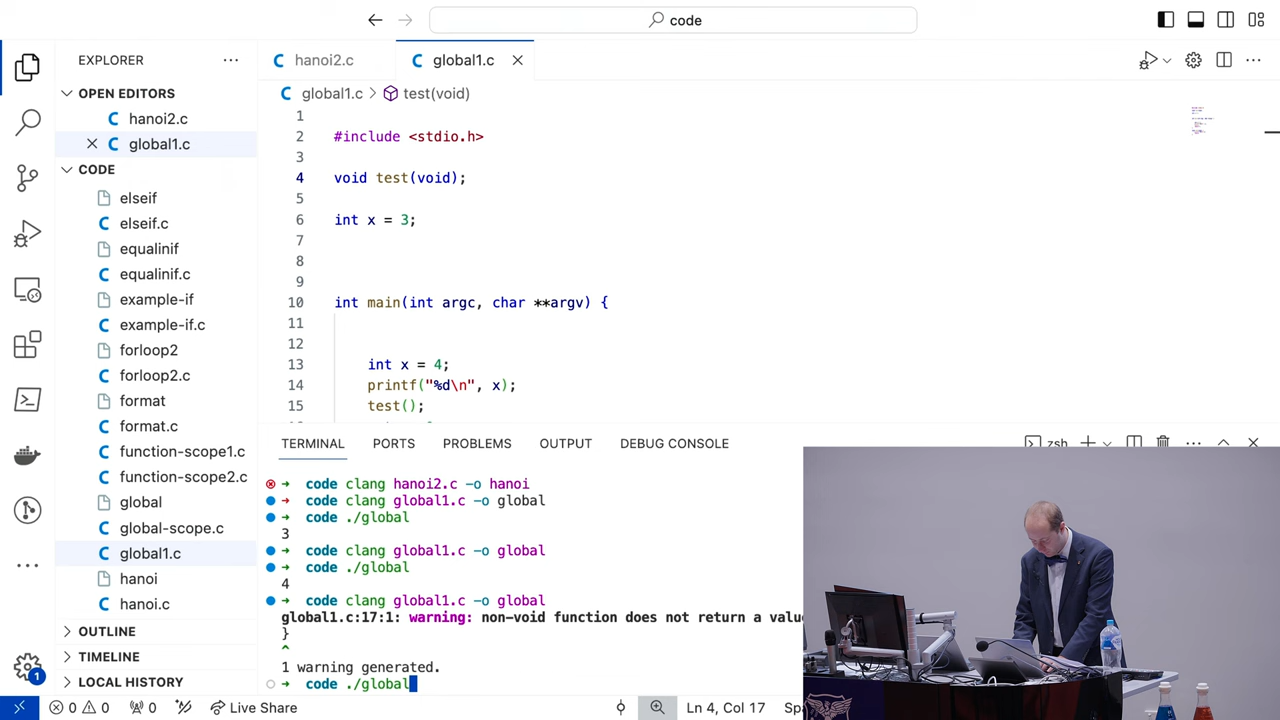 code
EXPLORER
hanoi2.c
global1.c
OPEN EDITORS
hanoi2.c
global1.c
CODE
elseif
elseif.c
equalinif
equalinif.c
example-if
example-if.c
forloop2
forloop2.c
format
format.c
function-scope1.c
function-scope2.c
global
global-scope.c
global1.c
hanoi
hanoi.c
OUTLINE
TIMELINE
LOCAL HISTORY
global1.c > test(void)
1
2 #include <stdio.h>
3
4 void test(void);
5
6 int x = 3;
7
8
9
10 int main(int argc, char **argv) {
11
12
13 int x = 4;
14 printf("%d\n", x);
15 test();
TERMINAL PORTS PROBLEMS OUTPUT DEBUG CONSOLE
zsh
code clang hanoi2.c -o hanoi
code clang global1.c -o global
code ./global
3
code clang global1.c -o global
code ./global
4
code clang global1.c -o global
global1.c:17:1: warning: non-void function does not return a valu
}
^
1 warning generated.
code ./global
1
0 0 0 Live Share
Ln 4, Col 17 Spa